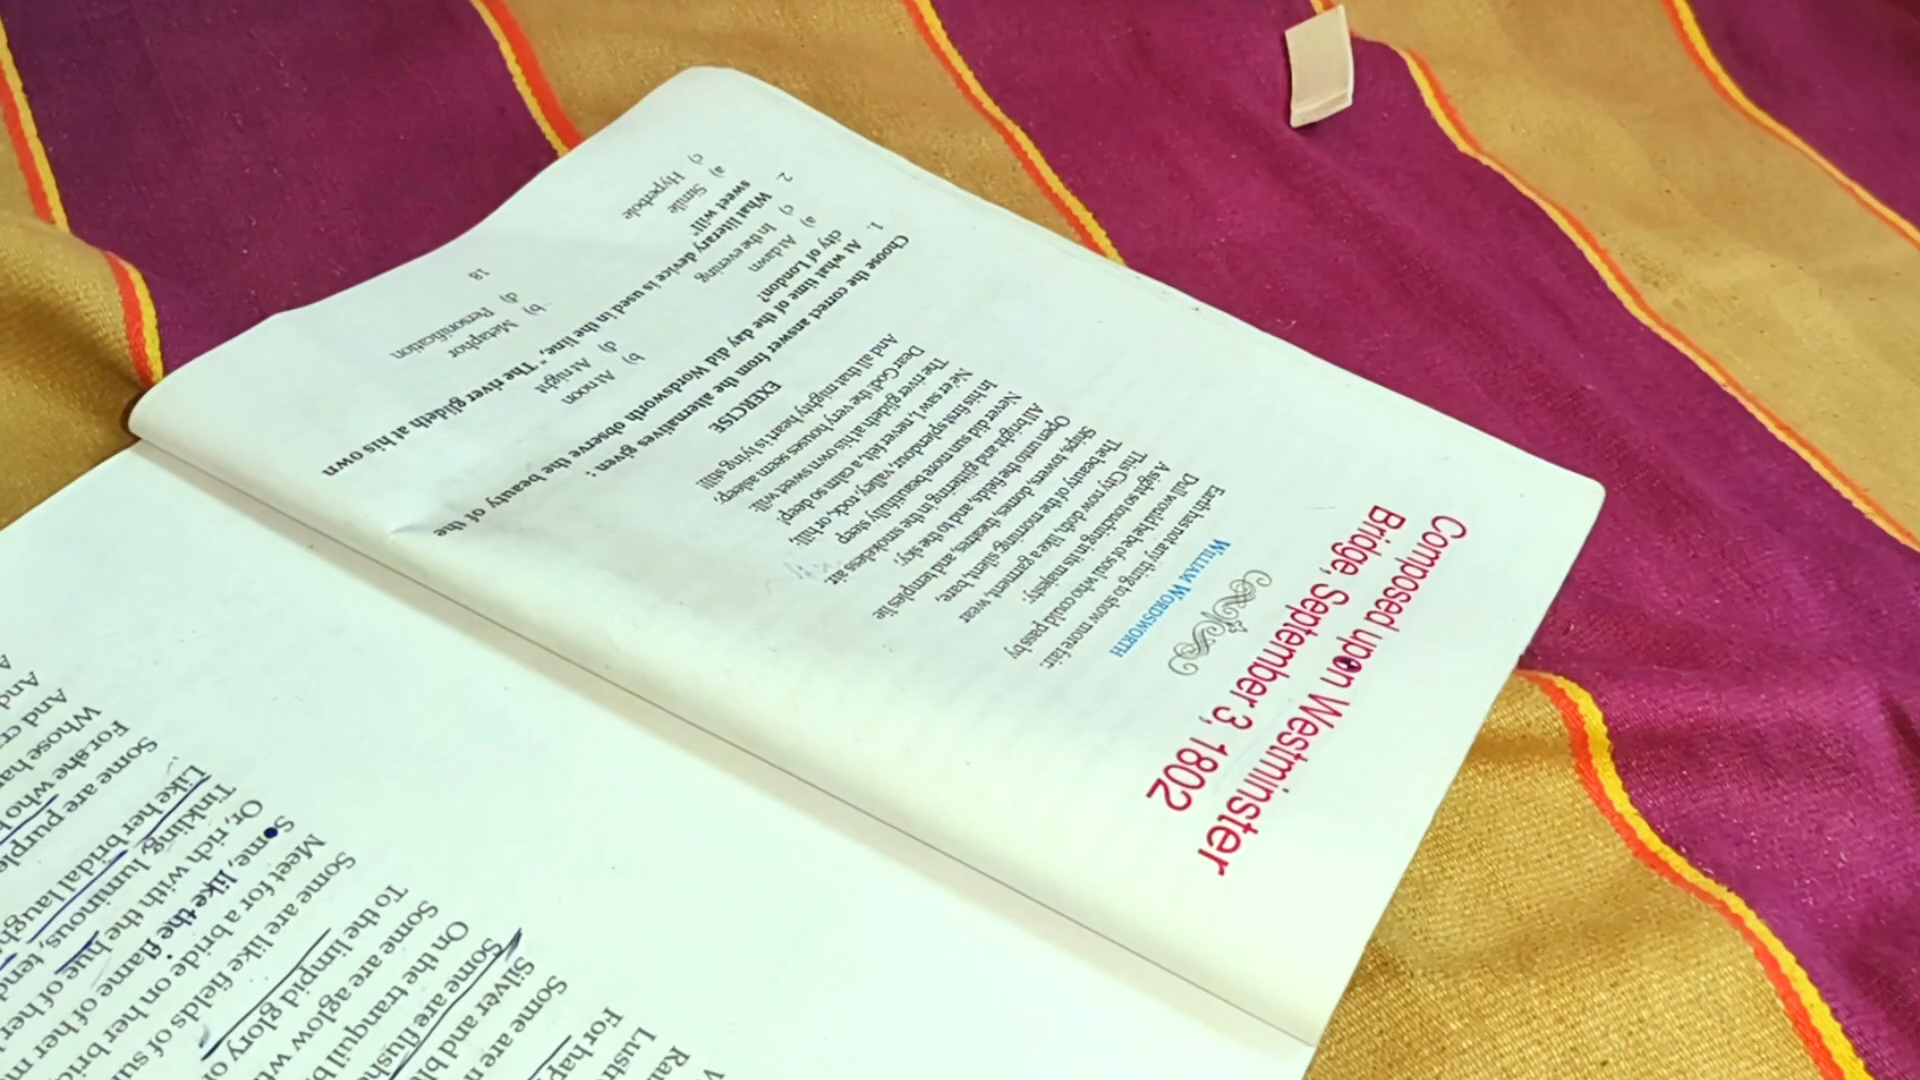 Composed upon Westminster
Bridge, September 3, 1802
WILLIAM WORDSWORTH
Earth has not any thing to show more fair:
Dull would he be of soul who could pass by
A sight so touching in its majesty:
This City now doth, like a garment, wear
The beauty of the morning; silent, bare,
Ships, towers, domes, theatres, and temples lie
Open unto the fields, and to the sky;
All bright and glittering in the smokeless air.
Never did sun more beautifully steep
In his first splendour, valley, rock, or hill;
Ne'er saw I, never felt, a calm so deep!
The river glideth at his own sweet will:
Dear God! the very houses seem asleep;
And all that mighty heart is lying still!
EXERCISE
Choose the correct answer from the alternatives given :
1. At what time of the day did Wordsworth observe the beauty of the
city of London?
a) At dawn b) At noon
c) In the evening d) At night
2. What literary device is used in the line, "The river glideth at his own
sweet will"
a) Simile b) Metaphor
c) Hyperbole d) Personification
18
Lustr
For hap
Some are
Silver and bl
Some are flushe
On the tranquil b
Some are aglow wi
To the limpid glory o
Some are like fields of su
Meet for a bride on her brid
Some, like the flame of her m
Or, rich with the hue of her
Tinkling, luminous, tend
Like her bridal laugh
Some are purple
For she who
Whose ha
And cr
And